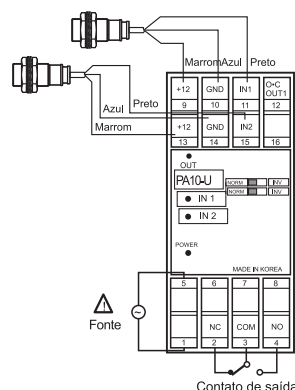 MarromAzul Preto
+12 GND IN1 O•C OUT1
9 10 11 12
Azul Preto
Marrom
+12 GND IN2
13 14 15 16
OUT
PA10-U
NORM INV
NORM INV
IN 1
IN 2
POWER
MADE IN KOREA
5 6 7 8
Fonte
NC COM NO
1 2 3 4
Contato de saída